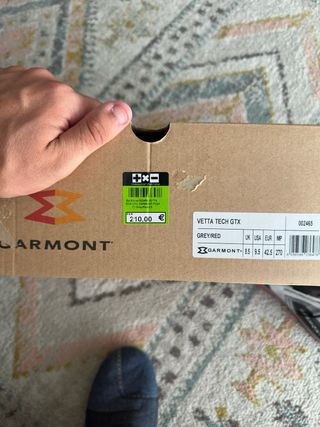 GARMONT
210.00 €
VETTA TECH GTX
002465
GREY/RED
GARMONT
UK USA EUR MP
8.5 9.5 42.5 270